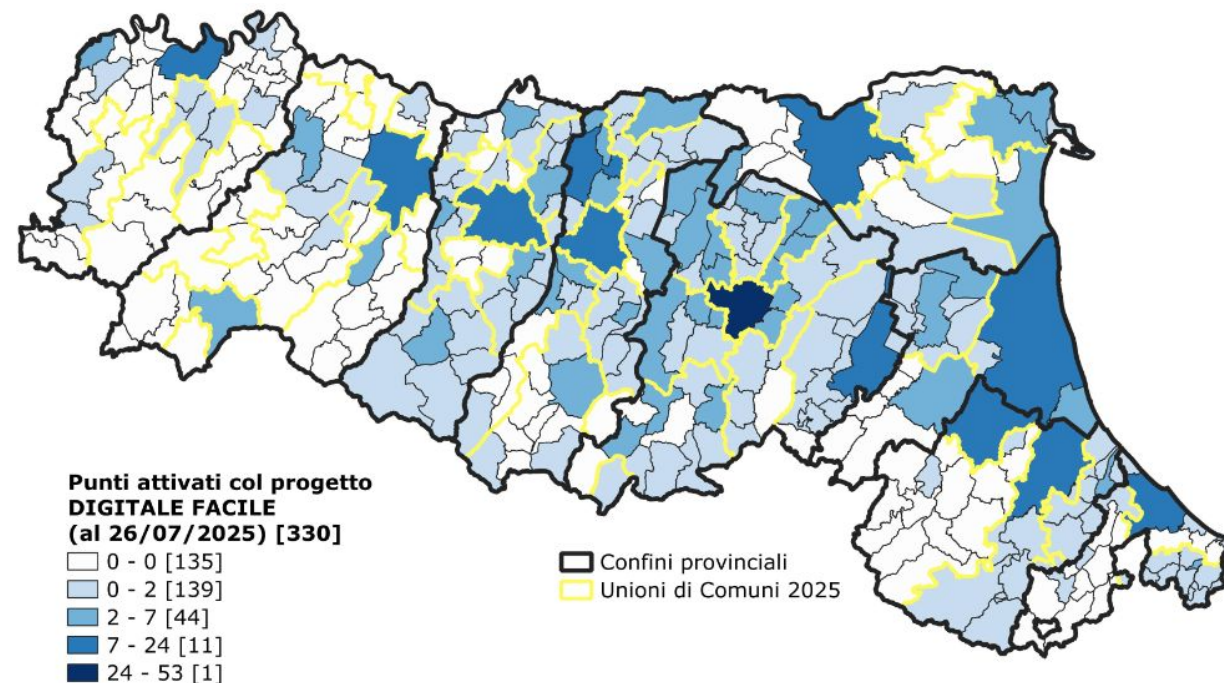 Punti attivati col progetto
DIGITALE FACILE
(al 26/07/2025) [330]
0 - 0 [135]
0 - 2 [139]
2 - 7 [44]
7 - 24 [11]
24 - 53 [1]
Confini provinciali
Unioni di Comuni 2025